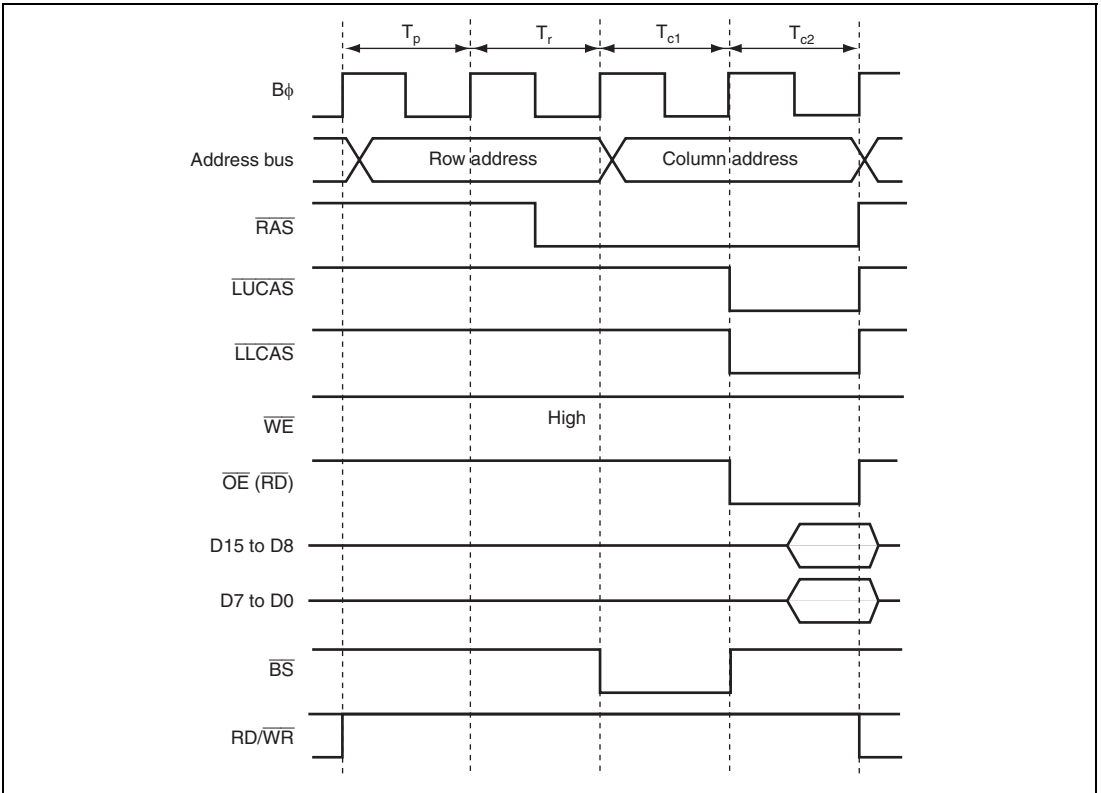 Tp Tr Tc1 Tc2
Bϕ
Address bus Row address Column address
RAS
LUCAS
LLCAS
High
WE
OE (RD)
D15 to D8
D7 to D0
BS
RD/WR